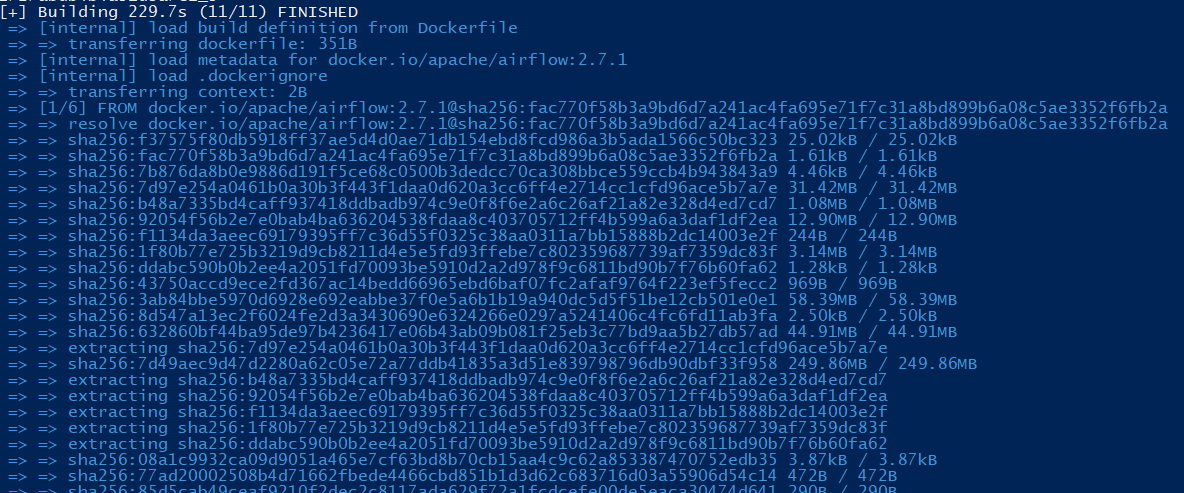 [+] Building 229.7s (11/11) FINISHED
=> [internal] load build definition from Dockerfile
=> => transferring dockerfile: 351B
=> [internal] load metadata for docker.io/apache/airflow:2.7.1
=> [internal] load .dockerignore
=> => transferring context: 2B
=> [1/6] FROM docker.io/apache/airflow:2.7.1@sha256:fac770f58b3a9bd6d7a241ac4fa695e71f7c31a8bd899b6a08c5ae3352f6fb2a
=> => resolve docker.io/apache/airflow:2.7.1@sha256:fac770f58b3a9bd6d7a241ac4fa695e71f7c31a8bd899b6a08c5ae3352f6fb2a
=> => sha256:f37575f80db5918ff37ae5d4d0ae71db154ebd8fcd986a3b5ada1566c50bc323 25.02kB / 25.02kB
=> => sha256:fac770f58b3a9bd6d7a241ac4fa695e71f7c31a8bd899b6a08c5ae3352f6fb2a 1.61kB / 1.61kB
=> => sha256:7b876da8b0e9886d191f5ce68c0500b3dedcc70ca308bbce559ccb4b943843a9 4.46kB / 4.46kB
=> => sha256:7d97e254a0461b0a30b3f443f1daa0d620a3cc6ff4e2714cc1cfd96ace5b7a7e 31.42MB / 31.42MB
=> => sha256:b48a7335bd4caff937418ddbadb974c9e0f8f6e2a6c26af21a82e328d4ed7cd7 1.08MB / 1.08MB
=> => sha256:92054f56b2e7e0bab4ba636204538fdaa8c403705712ff4b599a6a3daf1df2ea 12.90MB / 12.90MB
=> => sha256:f1134da3aeec69179395ff7c36d55f0325c38aa0311a7bb15888b2dc14003e2f 244B / 244B
=> => sha256:1f80b77e725b3219d9cb8211d4e5e5fd93ffebe7c802359687739af7359dc83f 3.14MB / 3.14MB
=> => sha256:ddabc590b0b2ee4a2051fd70093be5910d2a2d978f9c6811bd90b7f76b60fa62 1.28kB / 1.28kB
=> => sha256:43750accd9ece2fd367ac14bedd66965ebd6baf07fc2afaf9764f223ef5fecc2 969B / 969B
=> => sha256:3ab84bbe5970d6928e692eabbe37f0e5a6b1b19a940dc5d5f51be12cb501e0e1 58.39MB / 58.39MB
=> => sha256:8d547a13ec2f6024fe2d3a3430690e6324266e0297a5241406c4fc6fd11ab3fa 2.50kB / 2.50kB
=> => sha256:632860bf44ba95de97b4236417e06b43ab09b081f25eb3c77bd9aa5b27db57ad 44.91MB / 44.91MB
=> => extracting sha256:7d97e254a0461b0a30b3f443f1daa0d620a3cc6ff4e2714cc1cfd96ace5b7a7e
=> => sha256:7d49aec9d47d2280a62c05e72a77ddb41835a3d51e839798796db90dbf33f958 249.86MB / 249.86MB
=> => extracting sha256:b48a7335bd4caff937418ddbadb974c9e0f8f6e2a6c26af21a82e328d4ed7cd7
=> => extracting sha256:92054f56b2e7e0bab4ba636204538fdaa8c403705712ff4b599a6a3daf1df2ea
=> => extracting sha256:f1134da3aeec69179395ff7c36d55f0325c38aa0311a7bb15888b2dc14003e2f
=> => extracting sha256:1f80b77e725b3219d9cb8211d4e5e5fd93ffebe7c802359687739af7359dc83f
=> => extracting sha256:ddabc590b0b2ee4a2051fd70093be5910d2a2d978f9c6811bd90b7f76b60fa62
=> => sha256:08a1c9932ca09d9051a465e7cf63bd8b70cb15aa4c9c62a853387470752edb35 3.87kB / 3.87kB
=> => sha256:77ad20002508b4d71662fbede4466cbd851b1d3d62c683716d03a55906d54c14 472B / 472B
=> => 290B / 290B